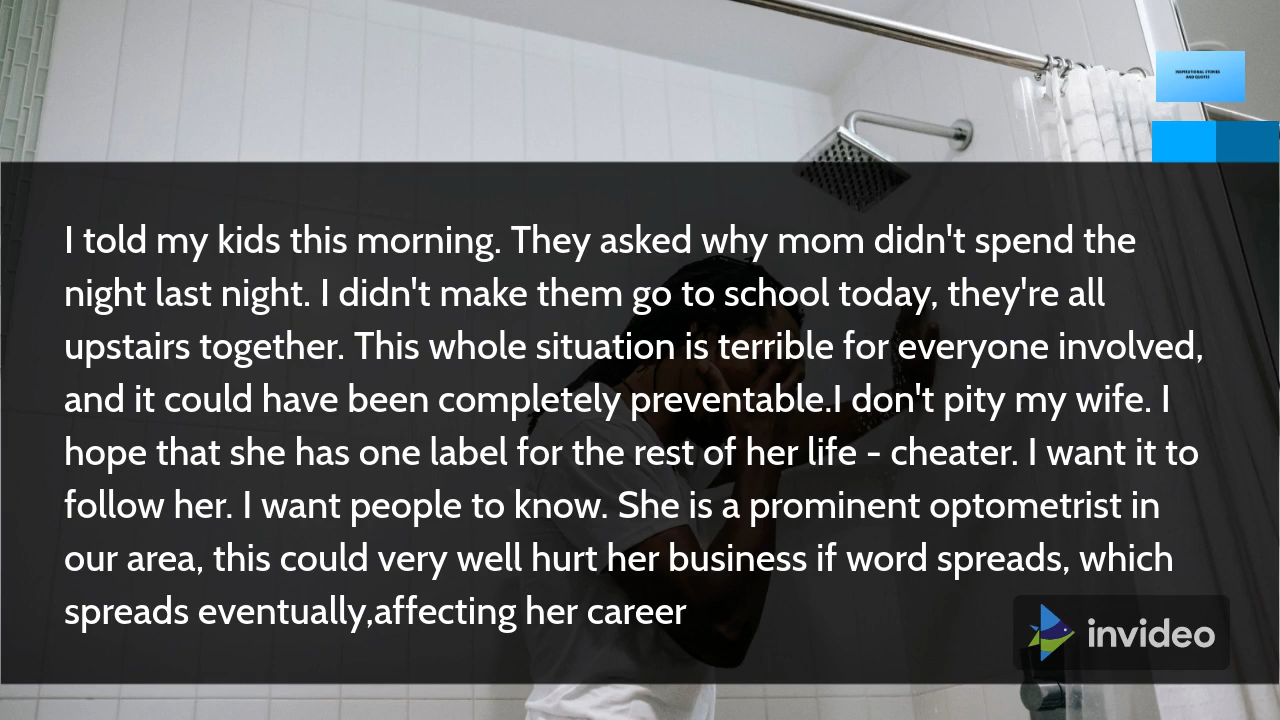 INSPIRATIONAL STORIES
AND QUOTES
I told my kids this morning. They asked why mom didn't spend the
night last night. I didn't make them go to school today, they're all
upstairs together. This whole situation is terrible for everyone involved,
and it could have been completely preventable.I don't pity my wife. I
hope that she has one label for the rest of her life - cheater. I want it to
follow her. I want people to know. She is a prominent optometrist in
our area, this could very well hurt her business if word spreads, which
spreads eventually,affecting her career
invideo